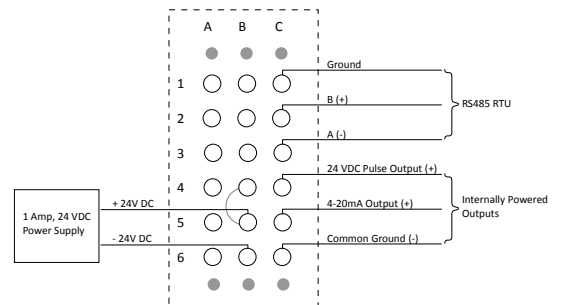 A B C
Ground
1
B (+)
RS485 RTU
2
A (-)
3
24 VDC Pulse Output (+)
4
+ 24V DC
4-20mA Output (+)
Internally Powered
Outputs
1 Amp, 24 VDC
Power Supply
5
- 24V DC
Common Ground (-)
6